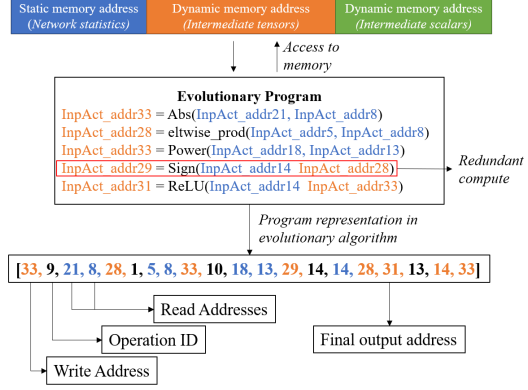 Static memory address
(Network statistics)
Dynamic memory address
(Intermediate tensors)
Dynamic memory address
(Intermediate scalars)
Access to
memory
Evolutionary Program
InpAct_addr33 = Abs(InpAct_addr21, InpAct_addr8)
InpAct_addr28 = eltwise_prod(InpAct_addr5, InpAct_addr8)
InpAct_addr33 = Power(InpAct_addr18, InpAct_addr13)
InpAct_addr29 = Sign(InpAct_addr14 InpAct_addr28)
InpAct_addr31 = ReLU(InpAct_addr14 InpAct_addr33)
Redundant
compute
Program representation in
evolutionary algorithm
[33, 9, 21, 8, 28, 1, 5, 8, 33, 10, 18, 13, 29, 14, 14, 28, 31, 13, 14, 33]
Read Addresses
Operation ID
Final output address
Write Address